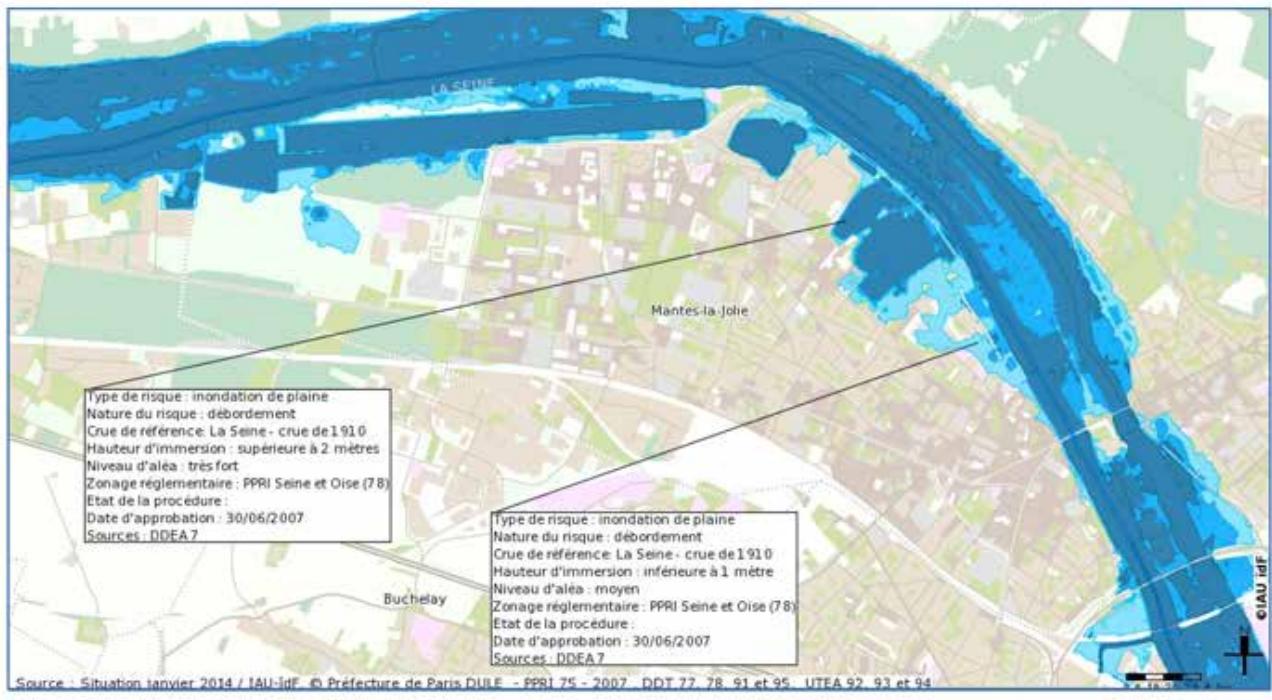 LA SEINE
Mantes-la-Jolie
Type de risque : inondation de plaine
Nature du risque : débordement
Crue de référence: La Seine - crue de 1910
Hauteur d'immersion : supérieure à 2 mètres
Niveau d'aléa : très fort
Zonage réglementaire : PPRI Seine et Oise (78)
Etat de la procédure :
Date d'approbation : 30/06/2007
Sources : DDEA 7
Type de risque : inondation de plaine
Nature du risque : débordement
Crue de référence: La Seine - crue de 1910
Hauteur d'immersion : inférieure à 1 mètre
Niveau d'aléa : moyen
Zonage réglementaire : PPRI Seine et Oise (78)
Etat de la procédure :
Date d'approbation : 30/06/2007
Sources : DDEA 7
Buchelay
©IAU îdF
Source : Situation janvier 2014 / IAU-îdF, © Préfecture de Paris DULE - PPRI 75 - 2007, DDT 77, 78, 91 et 95, UTEA 92, 93 et 94